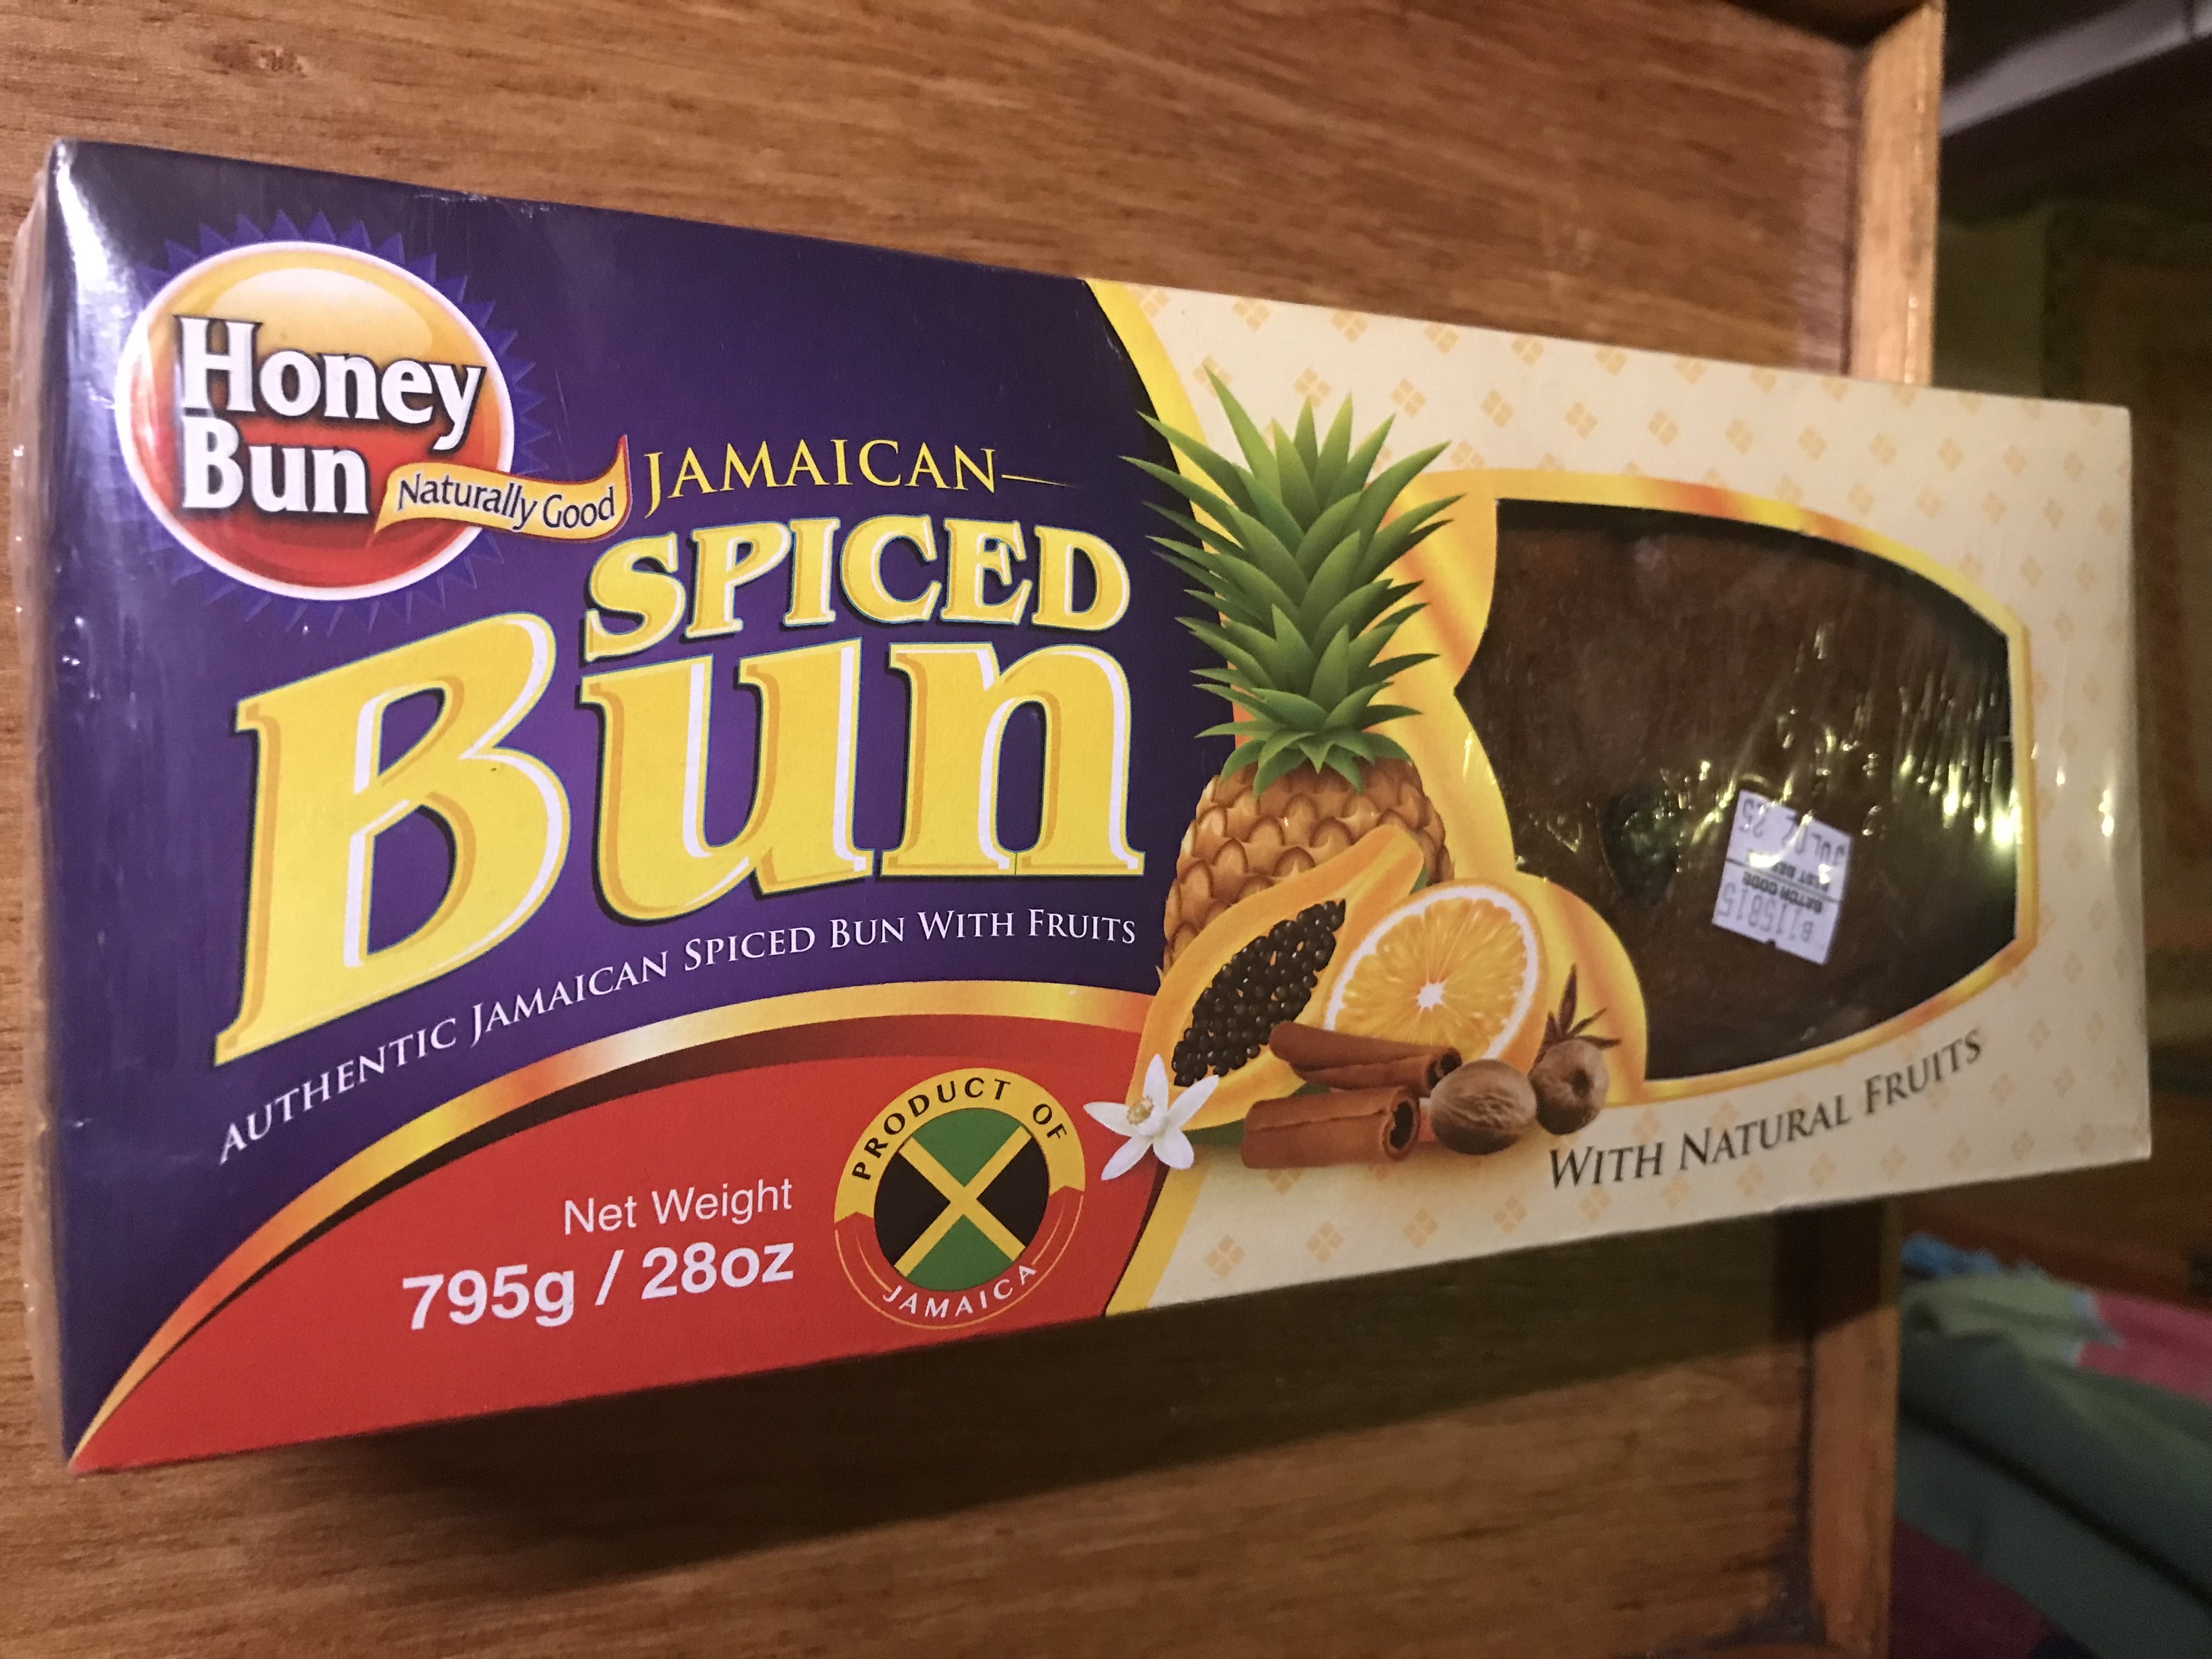 Honey
Bun
Naturally Good
JAMAICAN
SPICED
Bun
AUTHENTIC JAMAICAN SPICED BUN WITH FRUITS
Net Weight
795g / 28oz
PRODUCT OF
JAMAICA
WITH NATURAL FRUITS
B115815
BATCH CODE